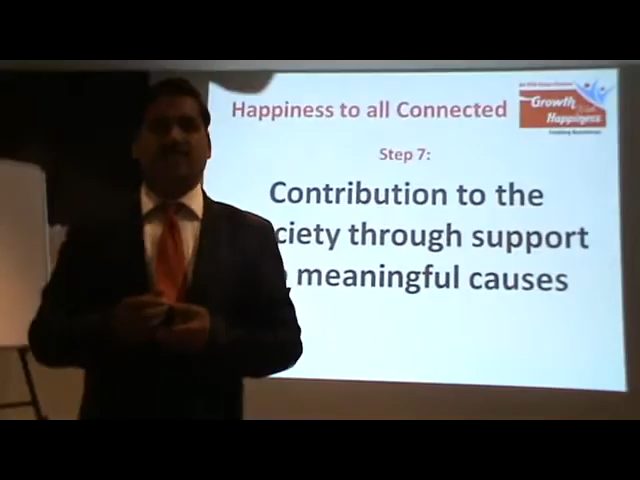 Happiness to all Connected
Growth
Happiness
Step 7:
Contribution to the
ciety through support
meaningful causes